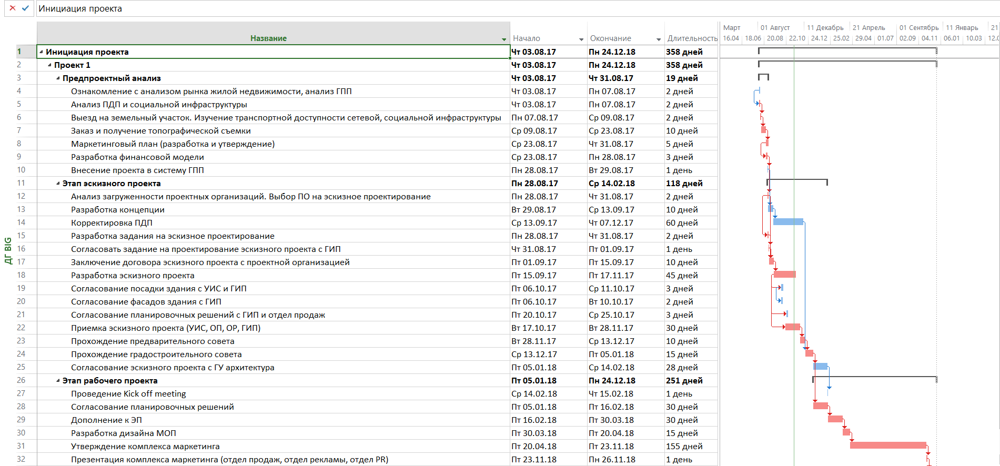 Инициация проекта
Март 01 Август 11 Декабрь 21 Апрель 01 Сентябрь 11 Январь 21
Название Начало Окончание Длительность 16.04 18.06 20.08 22.10 24.12 25.02 29.04 01.07 02.09 04.11 06.01 10.03
1 Инициация проекта Чт 03.08.17 Пн 24.12.18 358 дней
2 Проект 1 Чт 03.08.17 Пн 24.12.18 358 дней
3 Предпроектный анализ Чт 03.08.17 Чт 31.08.17 19 дней
4 Ознакомление с анализом рынка жилой недвижимости, анализ ГПП Чт 03.08.17 Пн 07.08.17 2 дней
5 Анализ ПДП и социальной инфраструктуры Чт 03.08.17 Пн 07.08.17 2 дней
6 Выезд на земельный участок. Изучение транспортной доступности сетевой, социальной инфраструктуры Пн 07.08.17 Ср 09.08.17 2 дней
7 Заказ и получение топографической съемки Ср 09.08.17 Ср 23.08.17 10 дней
8 Маркетинговый план (разработка и утверждение) Ср 23.08.17 Чт 31.08.17 5 дней
9 Разработка финансовой модели Ср 23.08.17 Пн 28.08.17 3 дней
10 Внесение проекта в систему ГПП Пн 28.08.17 Вт 29.08.17 1 день
11 Этап эскизного проекта Пн 28.08.17 Ср 14.02.18 118 дней
12 Анализ загруженности проектных организаций. Выбор ПО на эскизное проектирование Пн 28.08.17 Чт 31.08.17 2 дней
13 Разработка концепции Вт 29.08.17 Ср 13.09.17 10 дней
14 Корректировка ПДП Ср 13.09.17 Чт 07.12.17 60 дней
15 Разработка задания на эскизное проектирование Пн 28.08.17 Чт 31.08.17 2 дней
16 Согласовать задание на проектирование эскизного проекта с ГИП Чт 31.08.17 Пт 01.09.17 1 день
ДГ BIG
17 Заключение договора эскизного проекта с проектной организацией Пт 01.09.17 Пт 15.09.17 10 дней
18 Разработка эскизного проекта Пт 15.09.17 Пт 17.11.17 45 дней
19 Согласование посадки здания с УИС и ГИП Пт 06.10.17 Ср 11.10.17 3 дней
20 Согласование фасадов здания с ГИП Пт 06.10.17 Вт 10.10.17 2 дней
21 Согласование планировочных решений с ГИП и отдел продаж Пт 20.10.17 Ср 25.10.17 3 дней
22 Приемка эскизного проекта (УИС, ОП, ОР, ГИП) Вт 17.10.17 Вт 28.11.17 30 дней
23 Прохождение предварительного совета Вт 28.11.17 Ср 13.12.17 10 дней
24 Прохождение градостроительного совета Ср 13.12.17 Пт 05.01.18 15 дней
25 Согласование эскизного проекта с ГУ архитектура Пт 05.01.18 Ср 14.02.18 28 дней
26 Этап рабочего проекта Пт 05.01.18 Пн 24.12.18 251 дней
27 Проведение Kick off meeting Ср 14.02.18 Чт 15.02.18 1 день
28 Согласование планировочных решений Пт 05.01.18 Пт 16.02.18 30 дней
29 Дополнение к ЭП Пт 16.02.18 Пт 30.03.18 30 дней
30 Разработка дизайна МОП Пт 30.03.18 Пт 20.04.18 15 дней
31 Утверждение комплекса маркетинга Пт 20.04.18 Пт 23.11.18 155 дней
32 Презентация комплекса маркетинга (отдел продаж, отдел рекламы, отдел PR) Пт 23.11.18 Пн 26.11.18 1 день